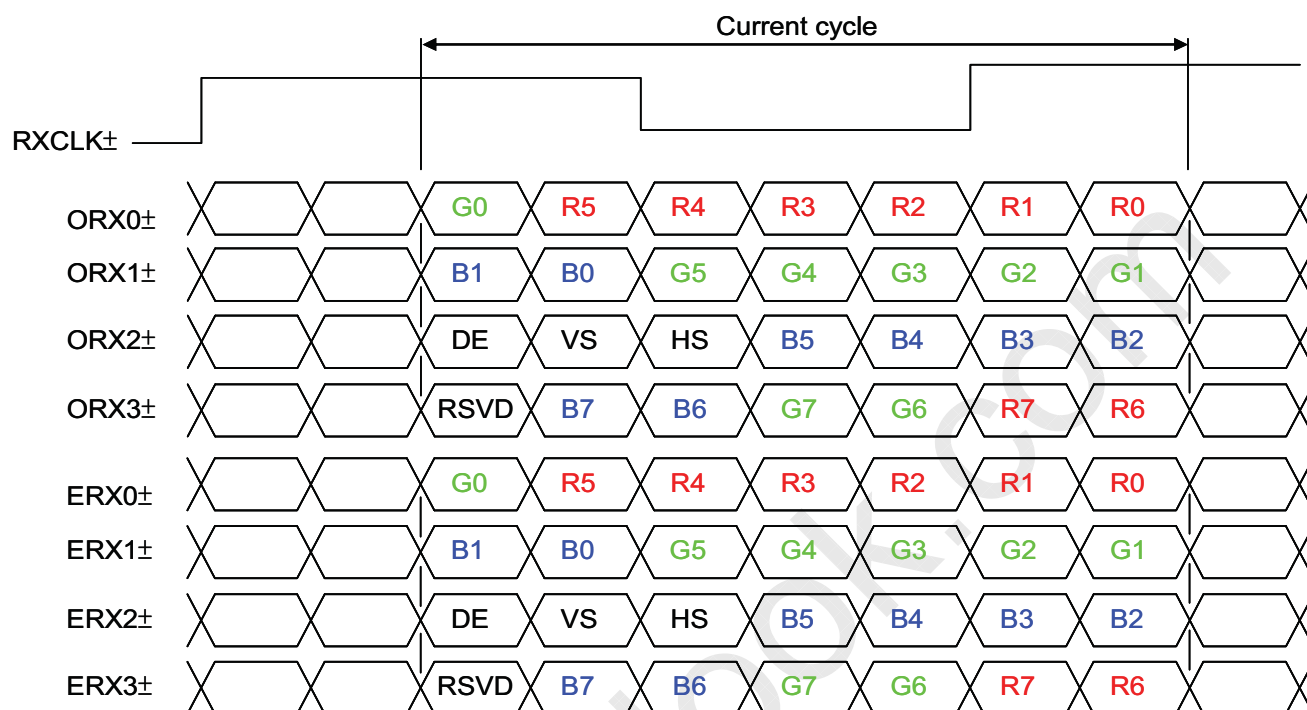 Current cycle
RXCLK±
ORX0± G0 R5 R4 R3 R2 R1 R0
ORX1± B1 B0 G5 G4 G3 G2 G1
ORX2± DE VS HS B5 B4 B3 B2
ORX3± RSVD B7 B6 G7 G6 R7 R6
ERX0± G0 R5 R4 R3 R2 R1 R0
ERX1± B1 B0 G5 G4 G3 G2 G1
ERX2± DE VS HS B5 B4 B3 B2
ERX3± RSVD B7 B6 G7 G6 R7 R6
look.com